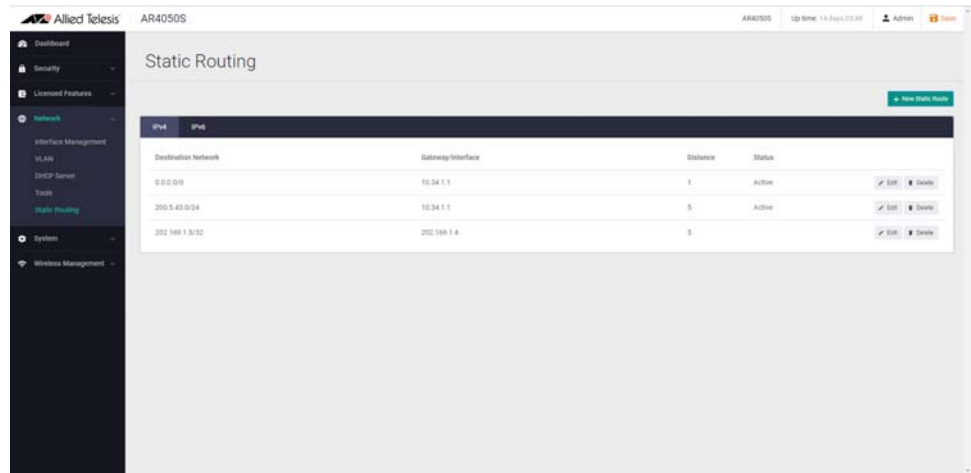 Allied Telesis AR4050S AR4050S Up time: 14 days 03:46 Admin Save
Dashboard
Security
Licensed Features
Network
Interface Management
VLAN
DHCP Server
Tools
Static Routing
System
Wireless Management
Static Routing
+ New Static Route
IPv4 IPv6
Destination Network Gateway/Interface Distance Status
0.0.0.0/0 10.34.1.1 1 Active Edit Delete
200.5.43.0/24 10.34.1.1 5 Active Edit Delete
202.169.1.5/32 202.169.1.4 5 Edit Delete